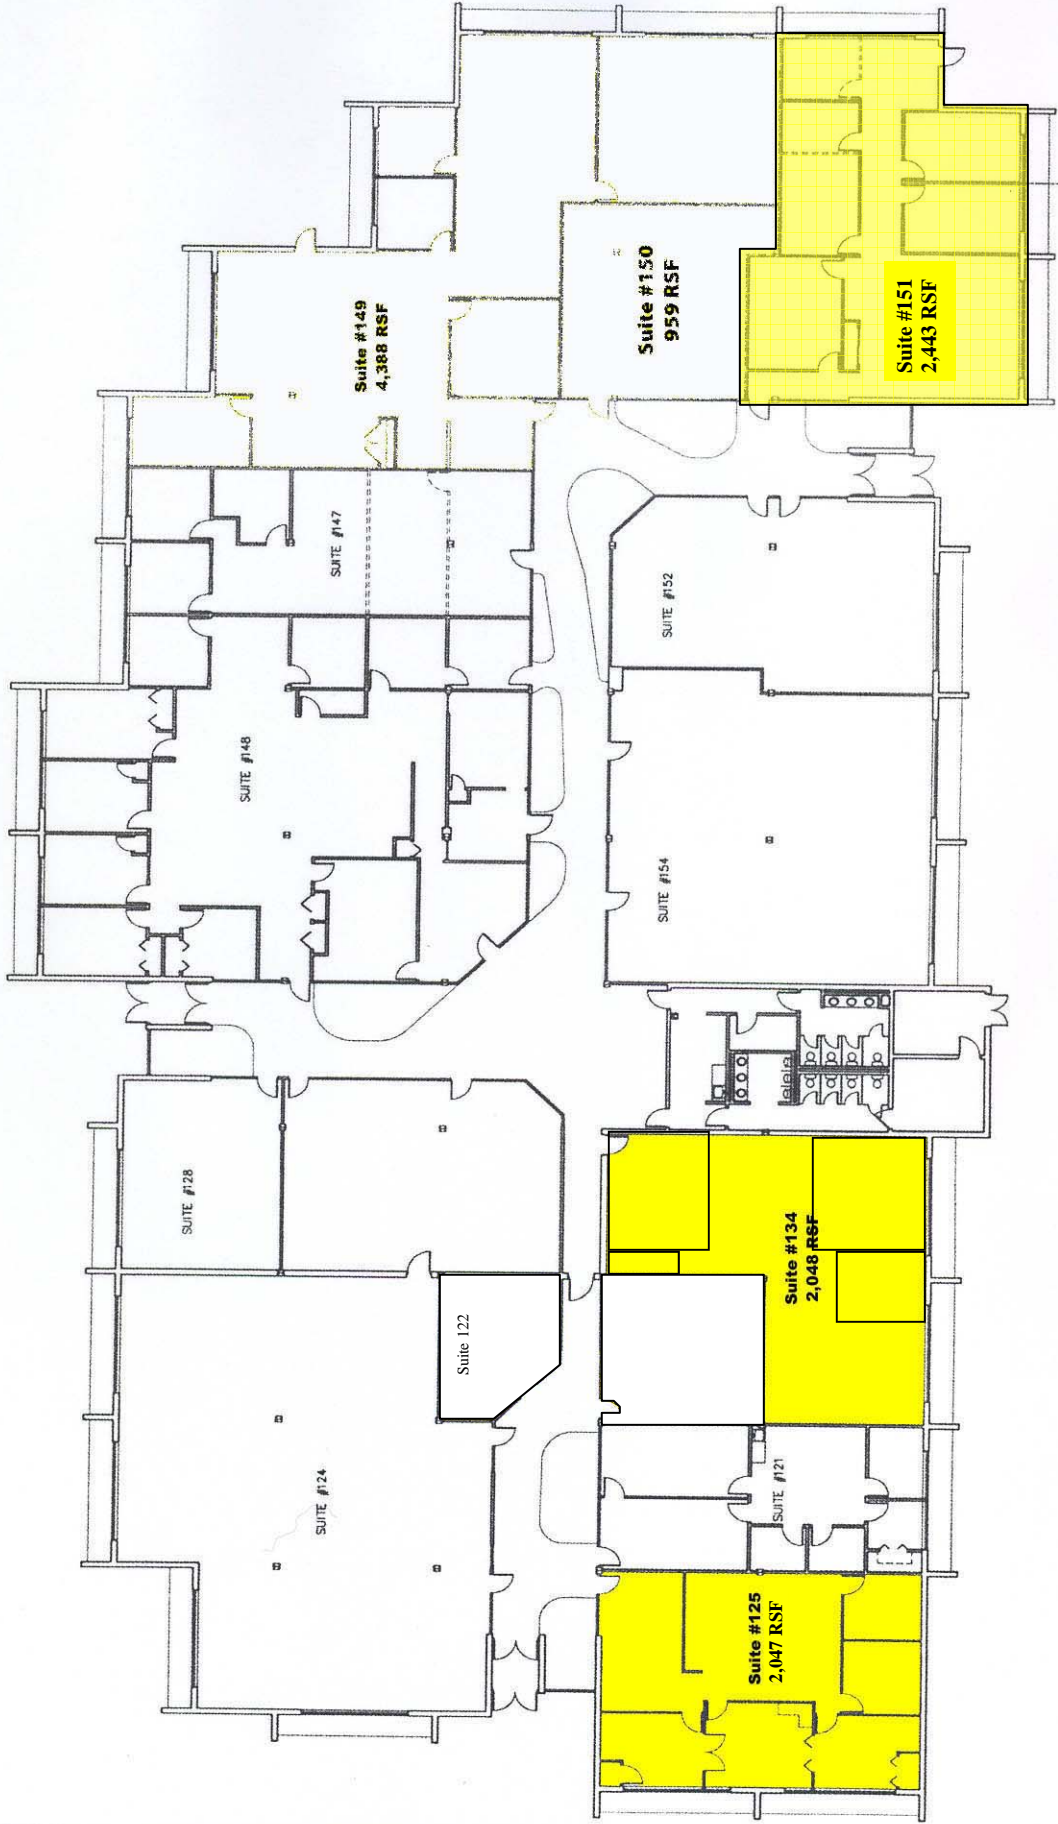 Suite #149
4,388 RSF
Suite #150
959 RSF
Suite #151
2,443 RSF
SUITE #147
SUITE #152
SUITE #148
SUITE #154
SUITE #128
Suite #134
2,048 RSF
Suite 122
SUITE #124
SUITE #121
Suite #125
2,047 RSF